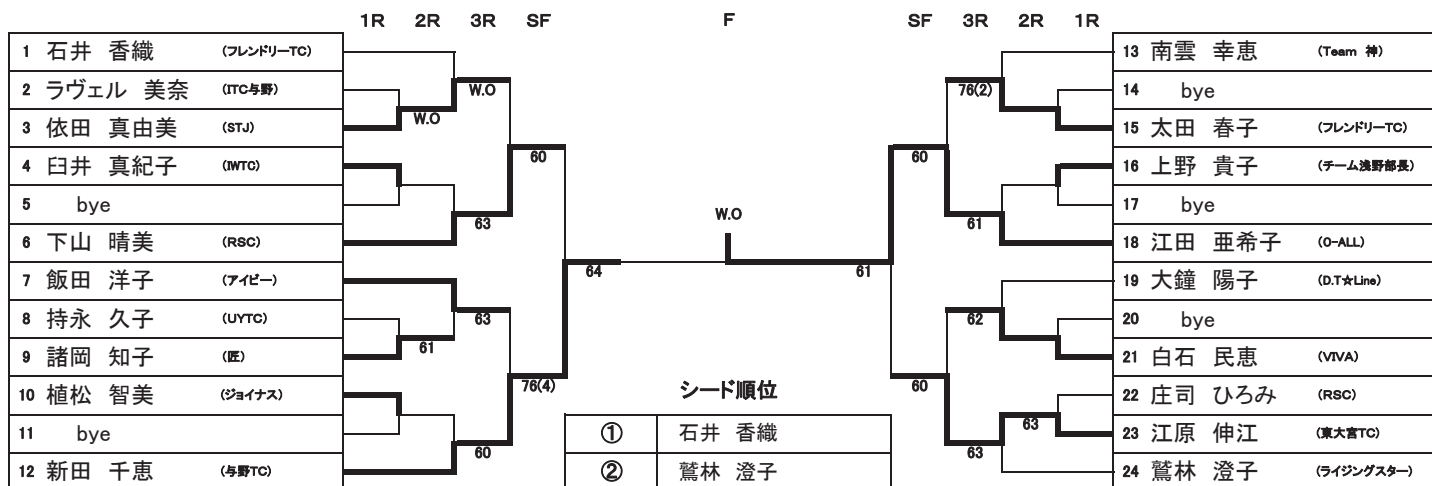 1R 2R 3R SF F SF 3R 2R 1R
1 石井 香織 (フレンドリーTC)
2 ラヴェル 美奈 (ITC与野)
3 依田 真由美 (STJ)
4 臼井 真紀子 (IWTC)
5 bye
6 下山 晴美 (RSC)
7 飯田 洋子 (アイビー)
8 持永 久子 (UYTC)
9 諸岡 知子 (匠)
10 植松 智美 (ジョイナス)
11 bye
12 新田 千恵 (与野TC)
W.O
W.O
60
63
64
63
61
76(4)
60
W.O
シード順位
① 石井 香織
② 鷲林 澄子
76(2)
60
61
61
62
60
63
63
13 南雲 幸恵 (Team 神)
14 bye
15 太田 春子 (フレンドリーTC)
16 上野 貴子 (チーム浅野部長)
17 bye
18 江田 亜希子 (O-ALL)
19 大鐘 陽子 (D.T☆Line)
20 bye
21 白石 民恵 (VIVA)
22 庄司 ひろみ (RSC)
23 江原 伸江 (東大宮TC)
24 鷲林 澄子 (ライジングスター)